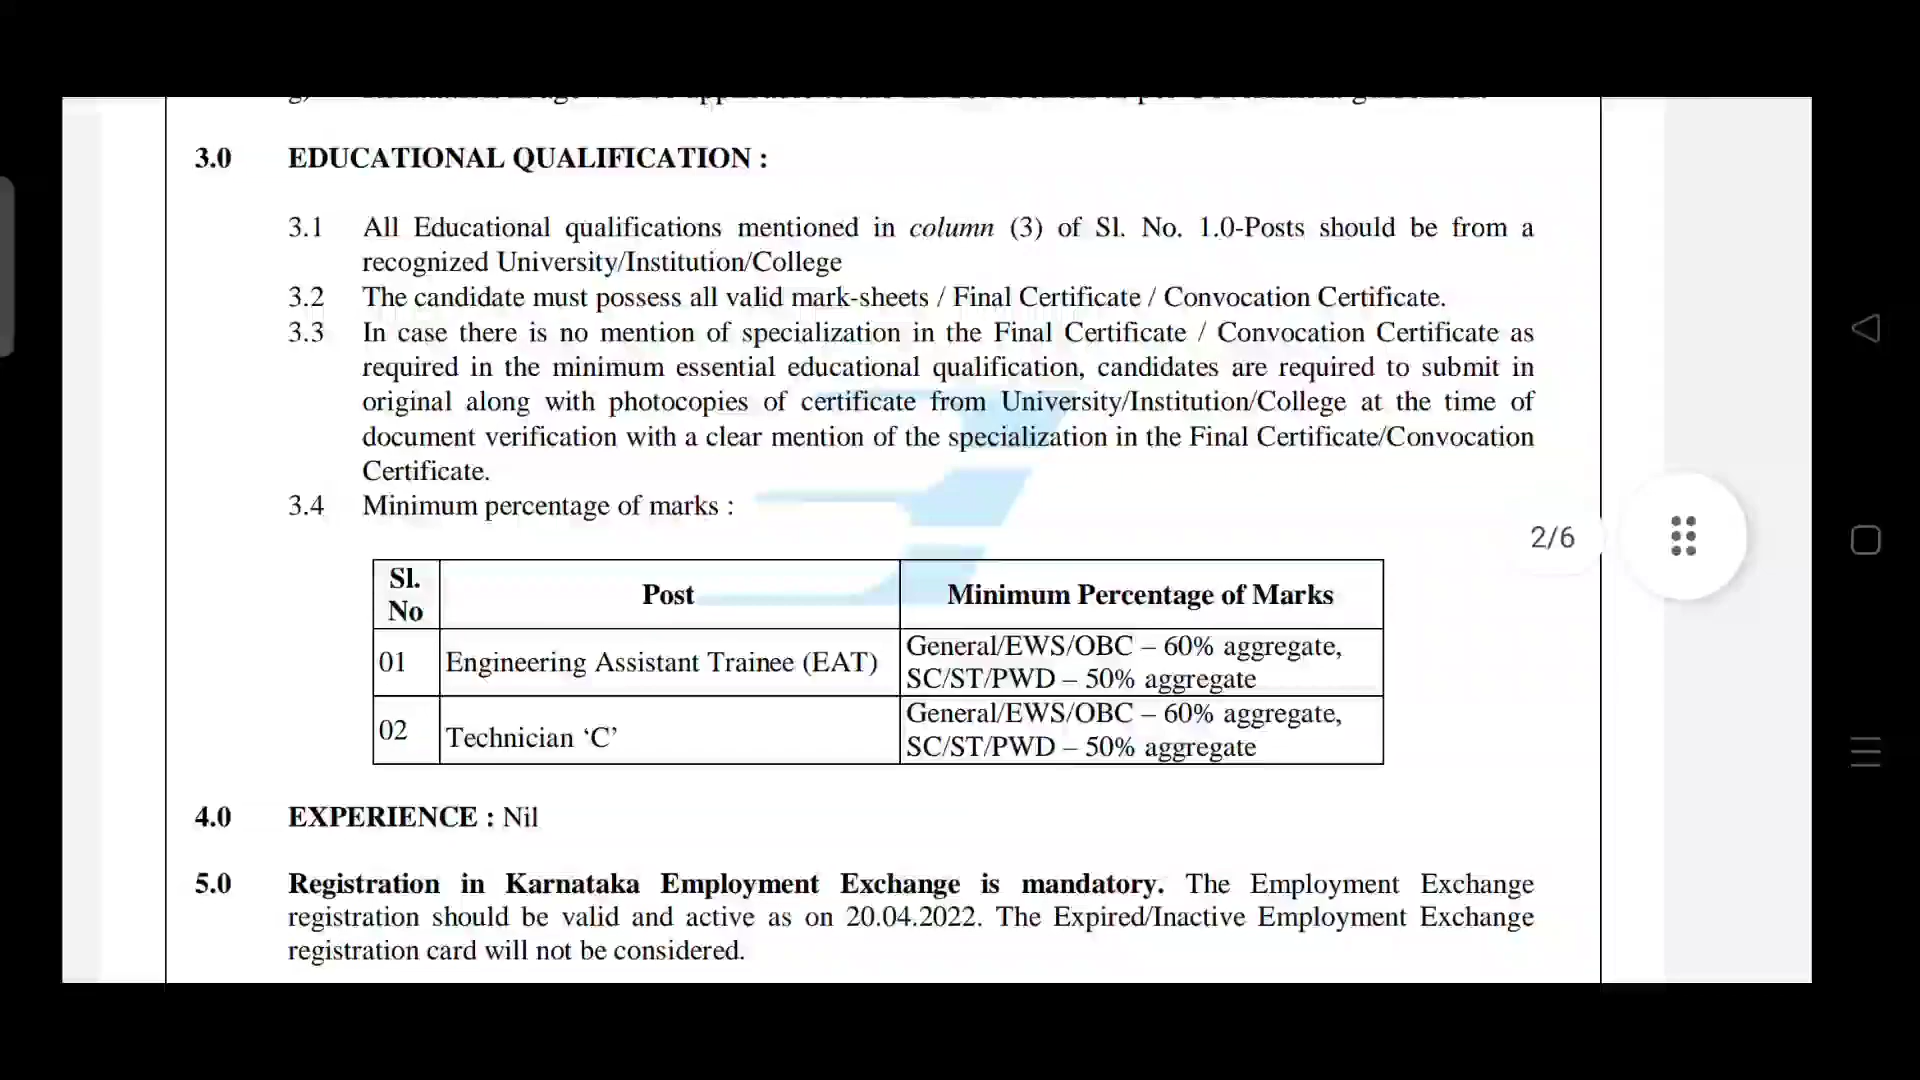 3.0 EDUCATIONAL QUALIFICATION :
3.1 All Educational qualifications mentioned in column (3) of Sl. No. 1.0-Posts should be from a
recognized University/Institution/College
3.2 The candidate must possess all valid mark-sheets / Final Certificate / Convocation Certificate.
3.3 In case there is no mention of specialization in the Final Certificate / Convocation Certificate as
required in the minimum essential educational qualification, candidates are required to submit in
original along with photocopies of certificate from University/Institution/College at the time of
document verification with a clear mention of the specialization in the Final Certificate/Convocation
Certificate.
3.4 Minimum percentage of marks :
2/6
Sl. No Post Minimum Percentage of Marks
01 Engineering Assistant Trainee (EAT) General/EWS/OBC – 60% aggregate,
SC/ST/PWD – 50% aggregate
02 Technician ‘C’ General/EWS/OBC – 60% aggregate,
SC/ST/PWD – 50% aggregate
4.0 EXPERIENCE : Nil
5.0 Registration in Karnataka Employment Exchange is mandatory. The Employment Exchange
registration should be valid and active as on 20.04.2022. The Expired/Inactive Employment Exchange
registration card will not be considered.